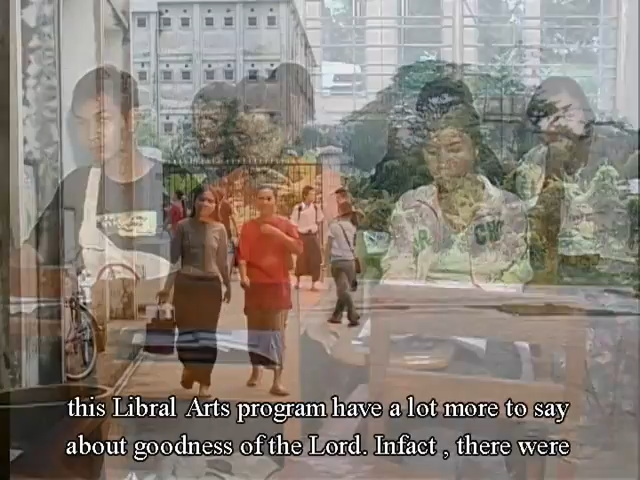 this Libral Arts program have a lot more to say
about goodness of the Lord. Infact , there were